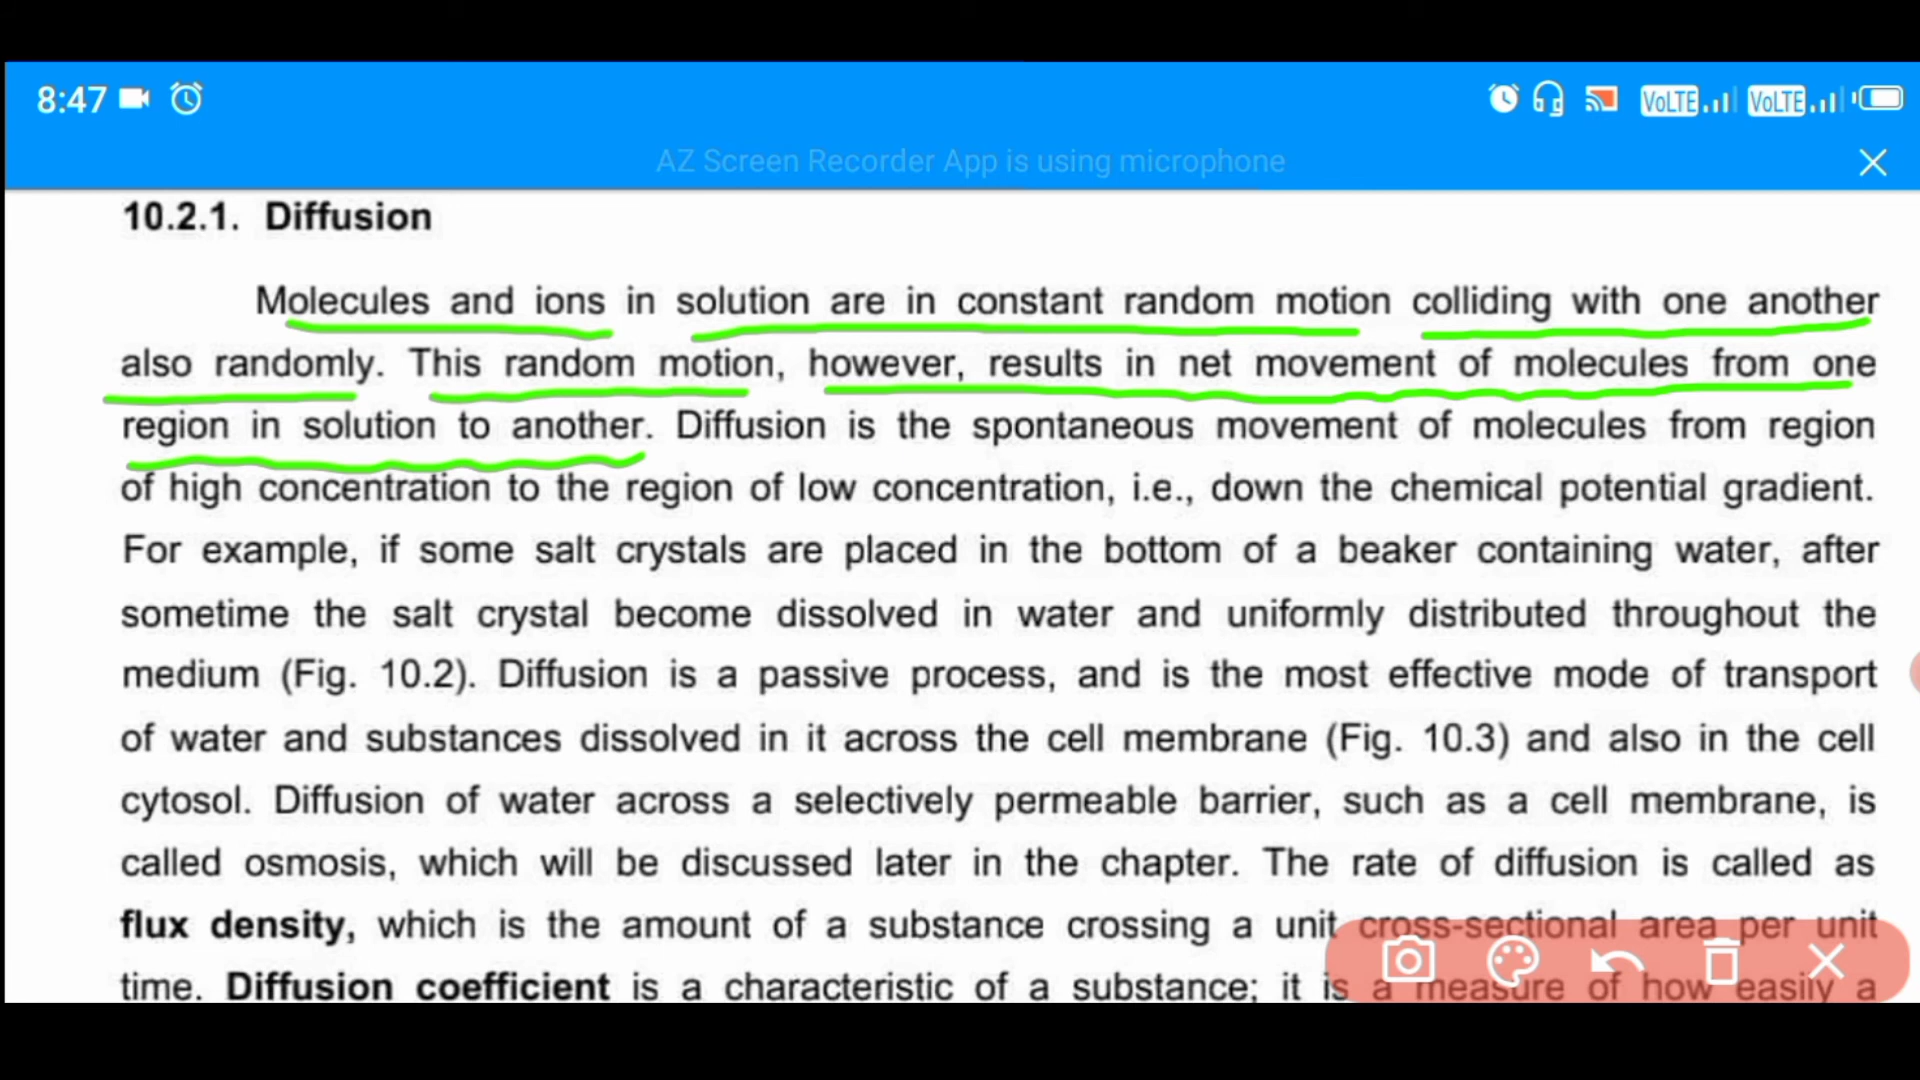 8:47
VoLTE VoLTE
AZ Screen Recorder App is using microphone
10.2.1. Diffusion
Molecules and ions in solution are in constant random motion colliding with one another
also randomly. This random motion, however, results in net movement of molecules from one
region in solution to another. Diffusion is the spontaneous movement of molecules from region
of high concentration to the region of low concentration, i.e., down the chemical potential gradient.
For example, if some salt crystals are placed in the bottom of a beaker containing water, after
sometime the salt crystal become dissolved in water and uniformly distributed throughout the
medium (Fig. 10.2). Diffusion is a passive process, and is the most effective mode of transport
of water and substances dissolved in it across the cell membrane (Fig. 10.3) and also in the cell
cytosol. Diffusion of water across a selectively permeable barrier, such as a cell membrane, is
called osmosis, which will be discussed later in the chapter. The rate of diffusion is called as
flux density, which is the amount of a substance crossing a unit cross-sectional area per unit
time. Diffusion coefficient is a characteristic of a substance; it is a measure of how easily a